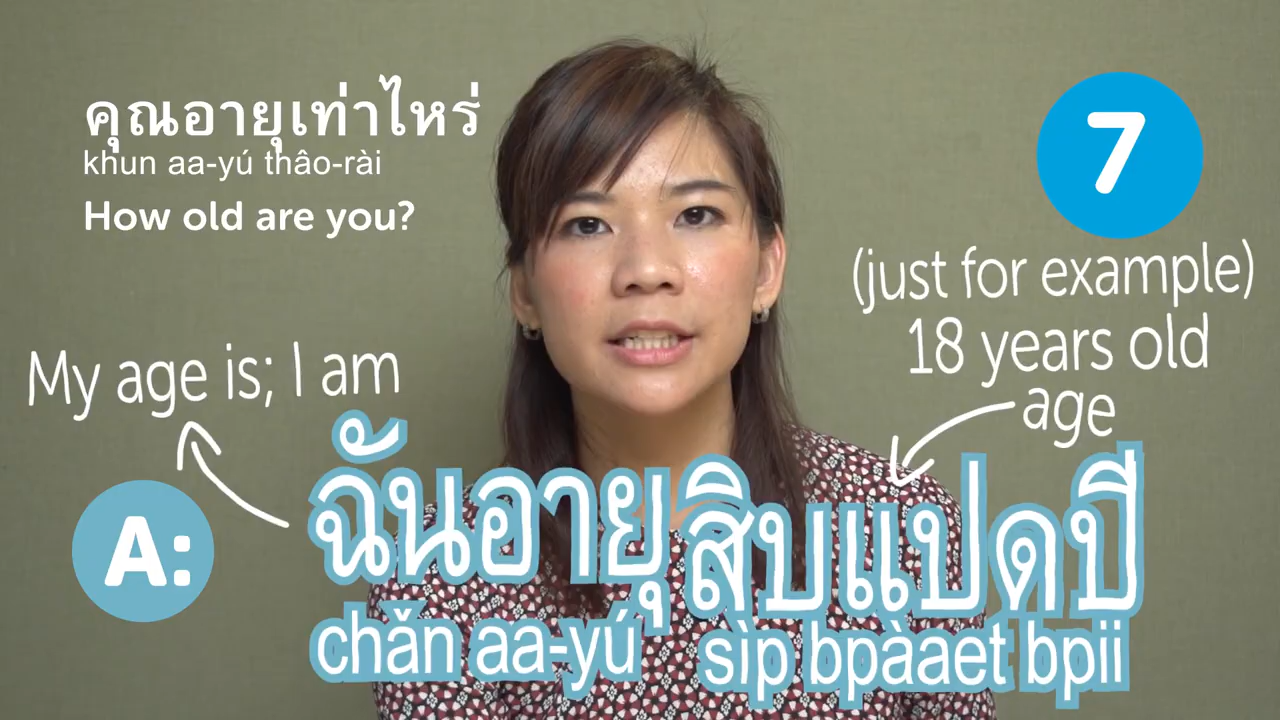 คุณอายุเท่าไหร่
khun aa-yú thâo-rài
How old are you?
7
(just for example)
18 years old
age
My age is; I am
A:
ฉันอายุสิบแปดปี
chǎn aa-yú sìp bpàaet bpii